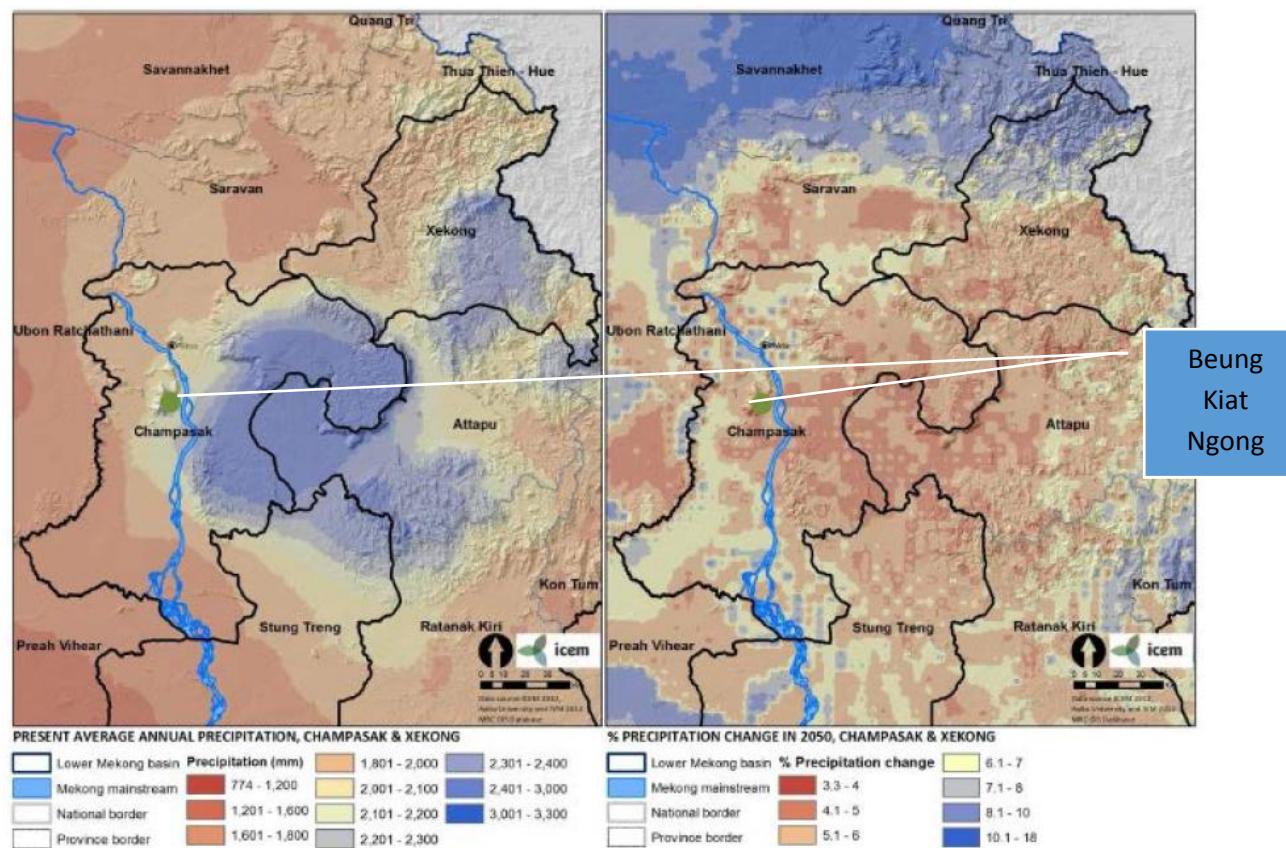 Quang Tri
Savannakhet
Thua Thien - Hue
Saravan
Xekong
Ubon Ratchathani
Champasak
Attapu
Kon Tum
Stung Treng
Ratanak Kiri
Preah Vihear
icem
Quang Tri
Savannakhet
Thua Thien - Hue
Saravan
Xekong
Ubon Ratchathani
Champasak
Attapu
Kon Tum
Stung Treng
Ratanak Kiri
Preah Vihear
icem
Beung
Kiat
Ngong
PRESENT AVERAGE ANNUAL PRECIPITATION, CHAMPASAK & XEKONG
Lower Mekong basin
Mekong mainstream
National border
Province border
Precipitation (mm)
774 - 1,200
1,201 - 1,600
1,601 - 1,800
1,801 - 2,000
2,001 - 2,100
2,101 - 2,200
2,201 - 2,300
2,301 - 2,400
2,401 - 3,000
3,001 - 3,300
% PRECIPITATION CHANGE IN 2050, CHAMPASAK & XEKONG
Lower Mekong basin
Mekong mainstream
National border
Province border
% Precipitation change
3.3 - 4
4.1 - 5
5.1 - 6
6.1 - 7
7.1 - 8
8.1 - 10
10.1 - 18